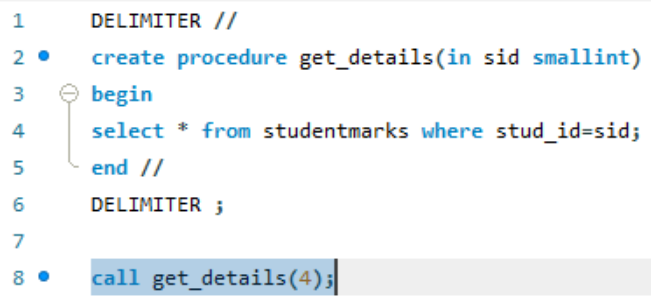 1 DELIMITER //
2 create procedure get_details(in sid smallint)
3 begin
4 select * from studentmarks where stud_id=sid;
5 end //
6 DELIMITER ;
7
8 call get_details(4);